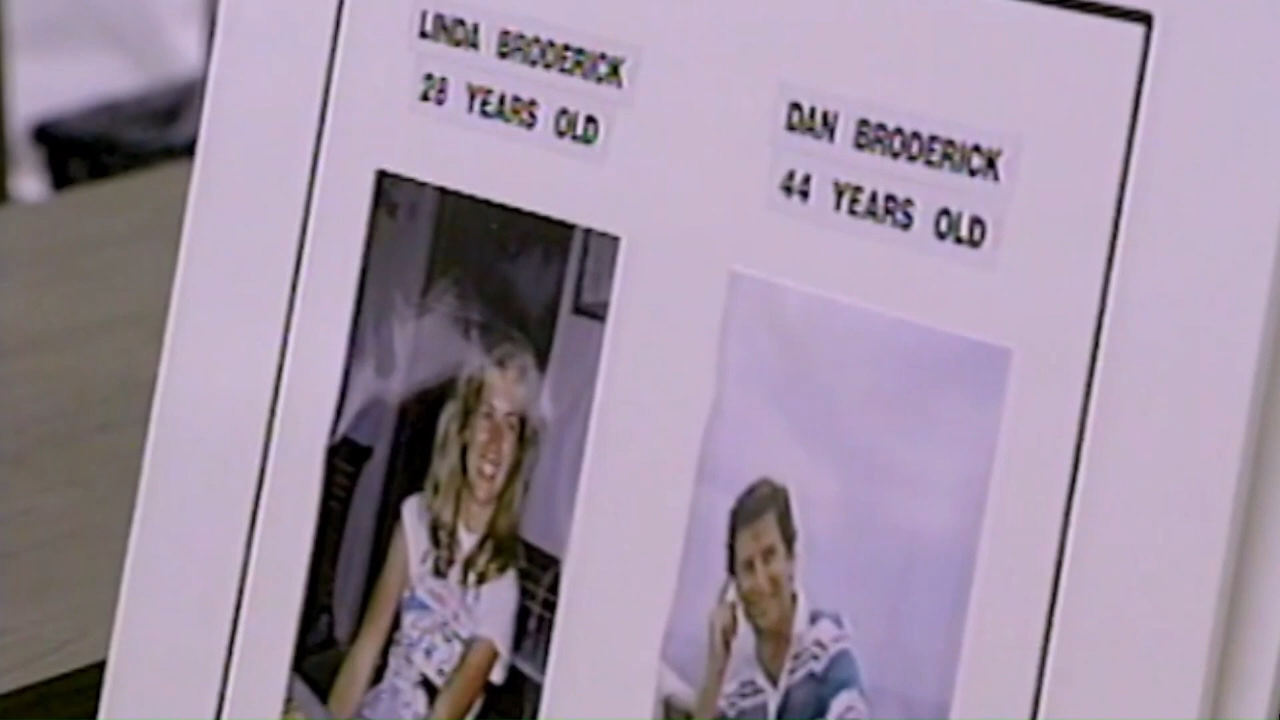 LINDA BRODERICK
28 YEARS OLD
DAN BRODERICK
44 YEARS OLD